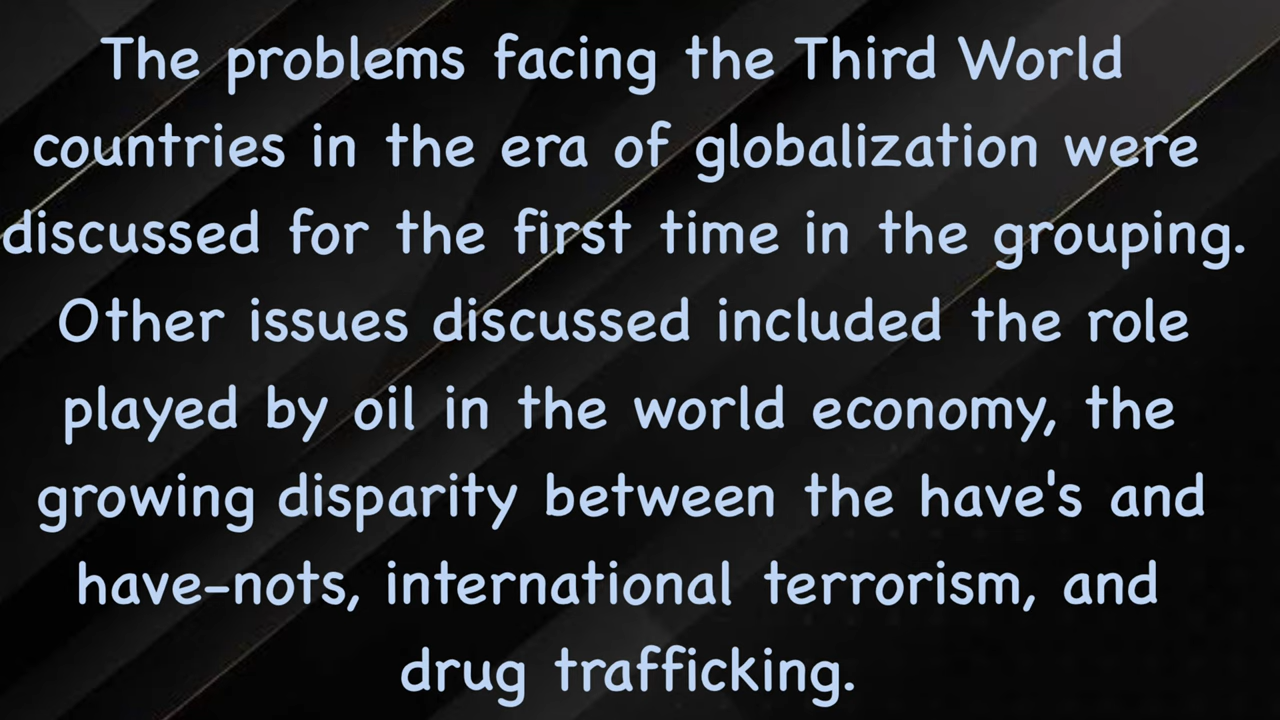 The problems facing the Third World
countries in the era of globalization were
discussed for the first time in the grouping.
Other issues discussed included the role
played by oil in the world economy, the
growing disparity between the have's and
have-nots, international terrorism, and
drug trafficking.